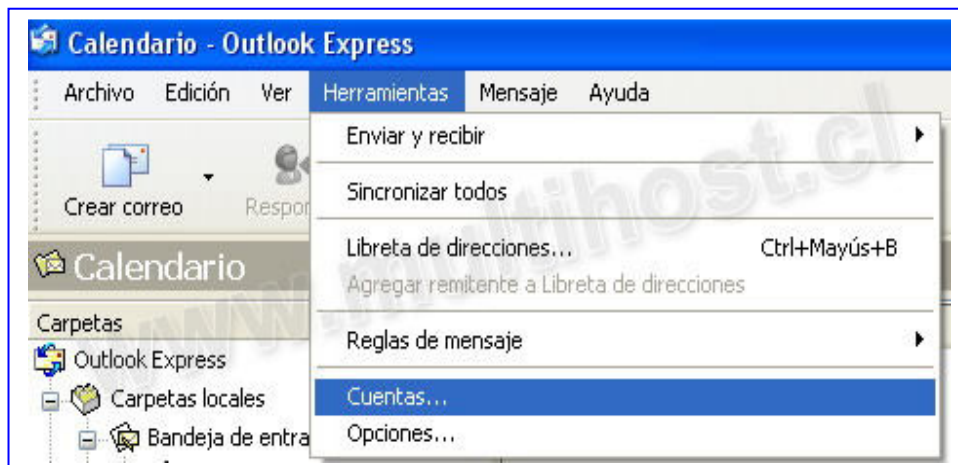 Calendario - Outlook Express
Archivo Edición Ver Herramientas Mensaje Ayuda
Enviar y recibir
Sincronizar todos
Crear correo
Libreta de direcciones... Ctrl+Mayús+B
Agregar remitente a Libreta de direcciones
Calendario
Carpetas
Reglas de mensaje
Outlook Express
Carpetas locales
Cuentas...
Bandeja de entra
Opciones...
www.multihost.cl